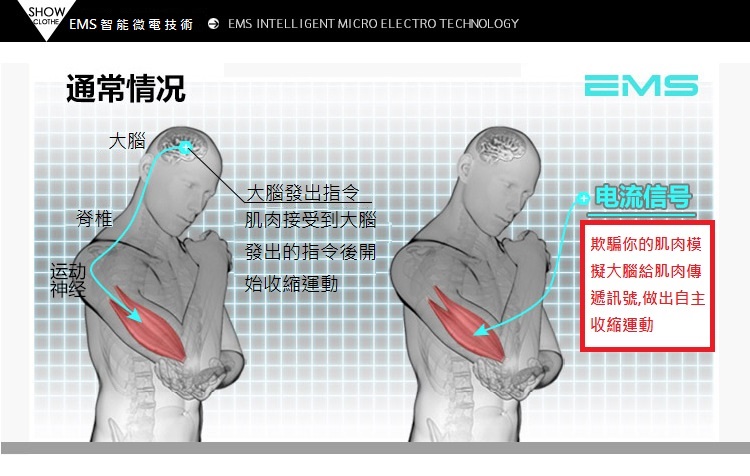 SHOW
CLOTHE
EMS智能微電技術
EMS INTELLIGENT MICRO ELECTRO TECHNOLOGY
通常情况
EMS
大腦
脊椎
运动
神经
大腦發出指令
肌肉接受到大腦
發出的指令後開
始收縮運動
电流信号
欺騙你的肌肉模
擬大腦給肌肉傳
遞訊號,做出自主
收縮運動